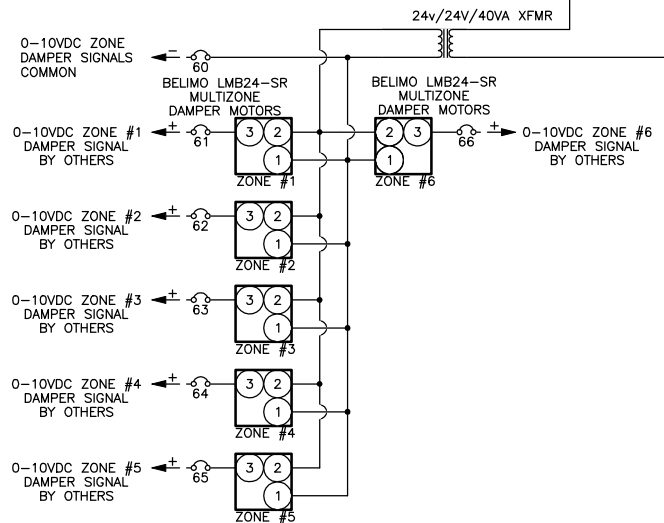 24v/24V/40VA XFMR
0-10VDC ZONE
DAMPER SIGNALS
COMMON
−
60
BELIMO LMB24-SR
MULTIZONE
DAMPER MOTORS
BELIMO LMB24-SR
MULTIZONE
DAMPER MOTORS
0-10VDC ZONE #1
DAMPER SIGNAL
BY OTHERS
+
61
3 2
1
ZONE #1
2 3
1
ZONE #6
66
+
0-10VDC ZONE #6
DAMPER SIGNAL
BY OTHERS
0-10VDC ZONE #2
DAMPER SIGNAL
BY OTHERS
+
62
3 2
1
ZONE #2
0-10VDC ZONE #3
DAMPER SIGNAL
BY OTHERS
+
63
3 2
1
ZONE #3
0-10VDC ZONE #4
DAMPER SIGNAL
BY OTHERS
+
64
3 2
1
ZONE #4
0-10VDC ZONE #5
DAMPER SIGNAL
BY OTHERS
+
65
3 2
1
ZONE #5